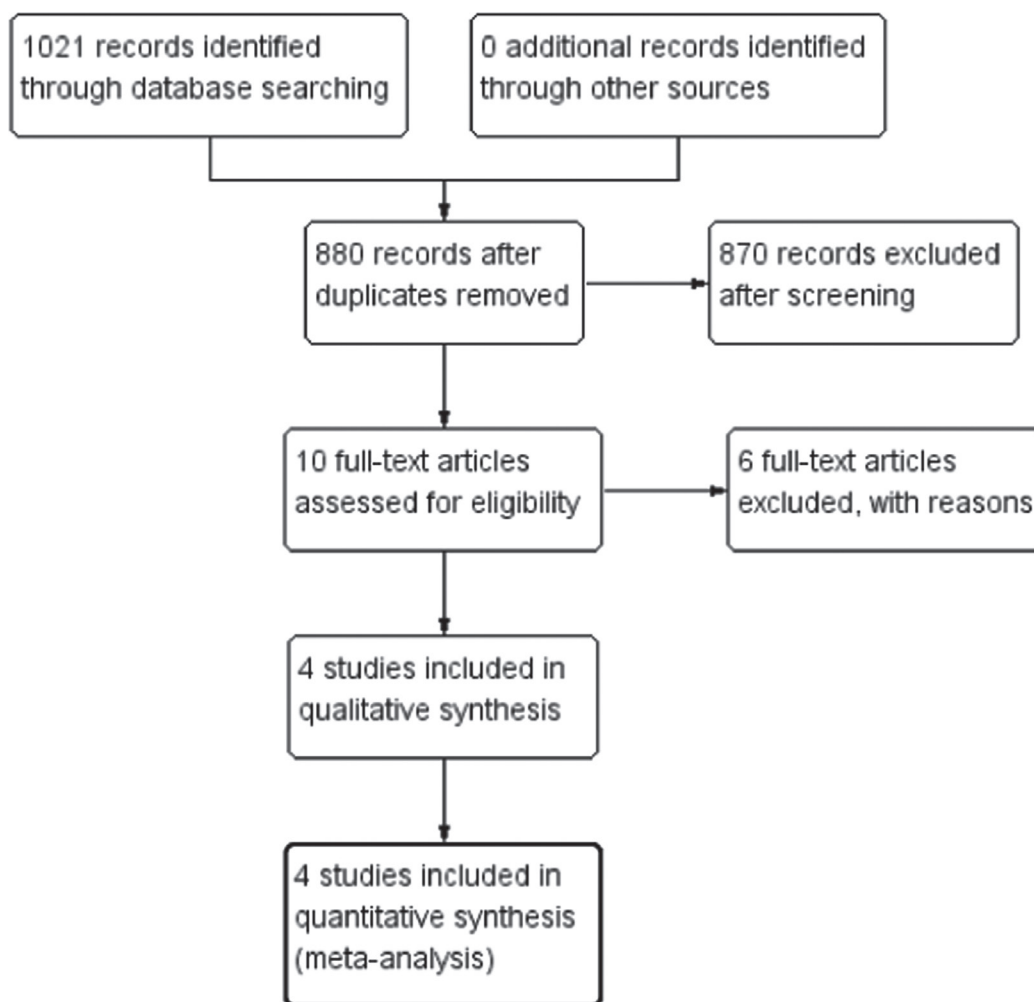 1021 records identified
through database searching
0 additional records identified
through other sources
880 records after
duplicates removed
870 records excluded
after screening
10 full-text articles
assessed for eligibility
6 full-text articles
excluded, with reasons
4 studies included in
qualitative synthesis
4 studies included in
quantitative synthesis
(meta-analysis)